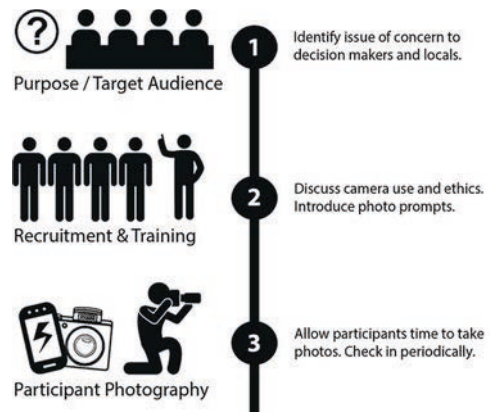 ?
1
Identify issue of concern to
decision makers and locals.
Purpose / Target Audience
2
Discuss camera use and ethics.
Introduce photo prompts.
Recruitment & Training
3
Allow participants time to take
photos. Check in periodically.
Participant Photography